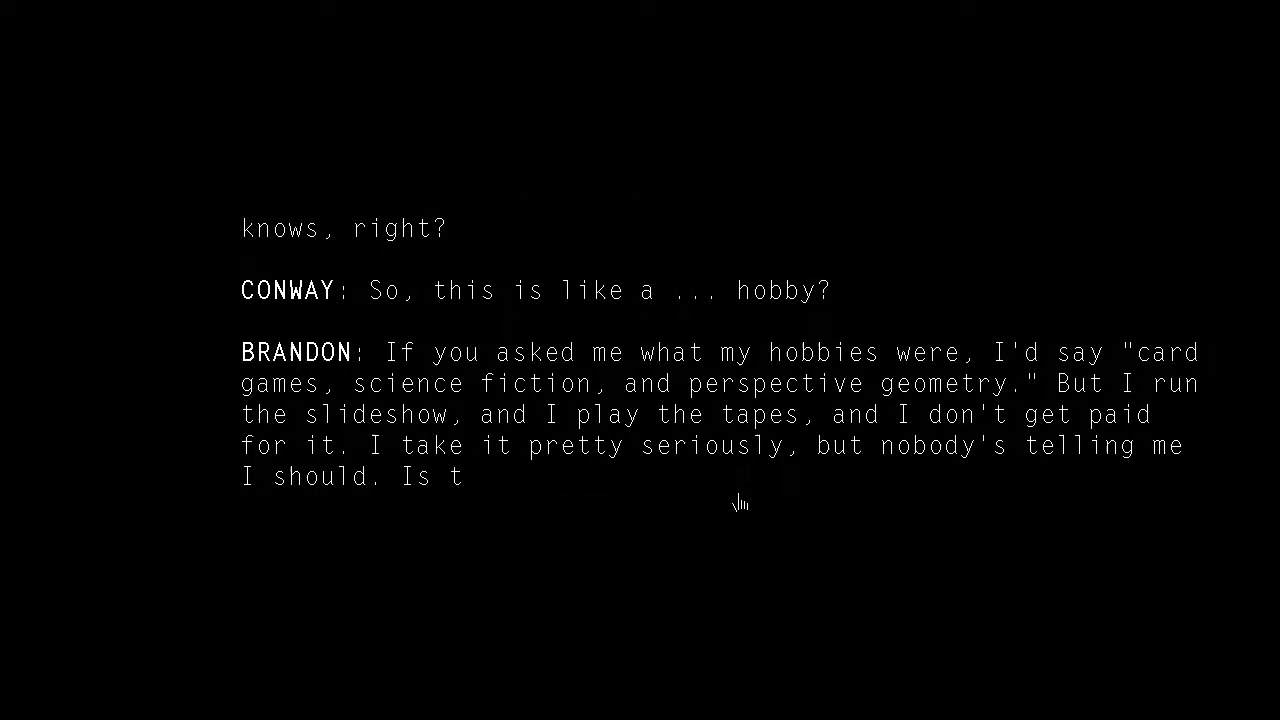 knows, right?
CONWAY: So, this is like a ... hobby?
BRANDON: If you asked me what my hobbies were, I'd say "card
games, science fiction, and perspective geometry." But I run
the slideshow, and I play the tapes, and I don't get paid
for it. I take it pretty seriously, but nobody's telling me
I should. Is t